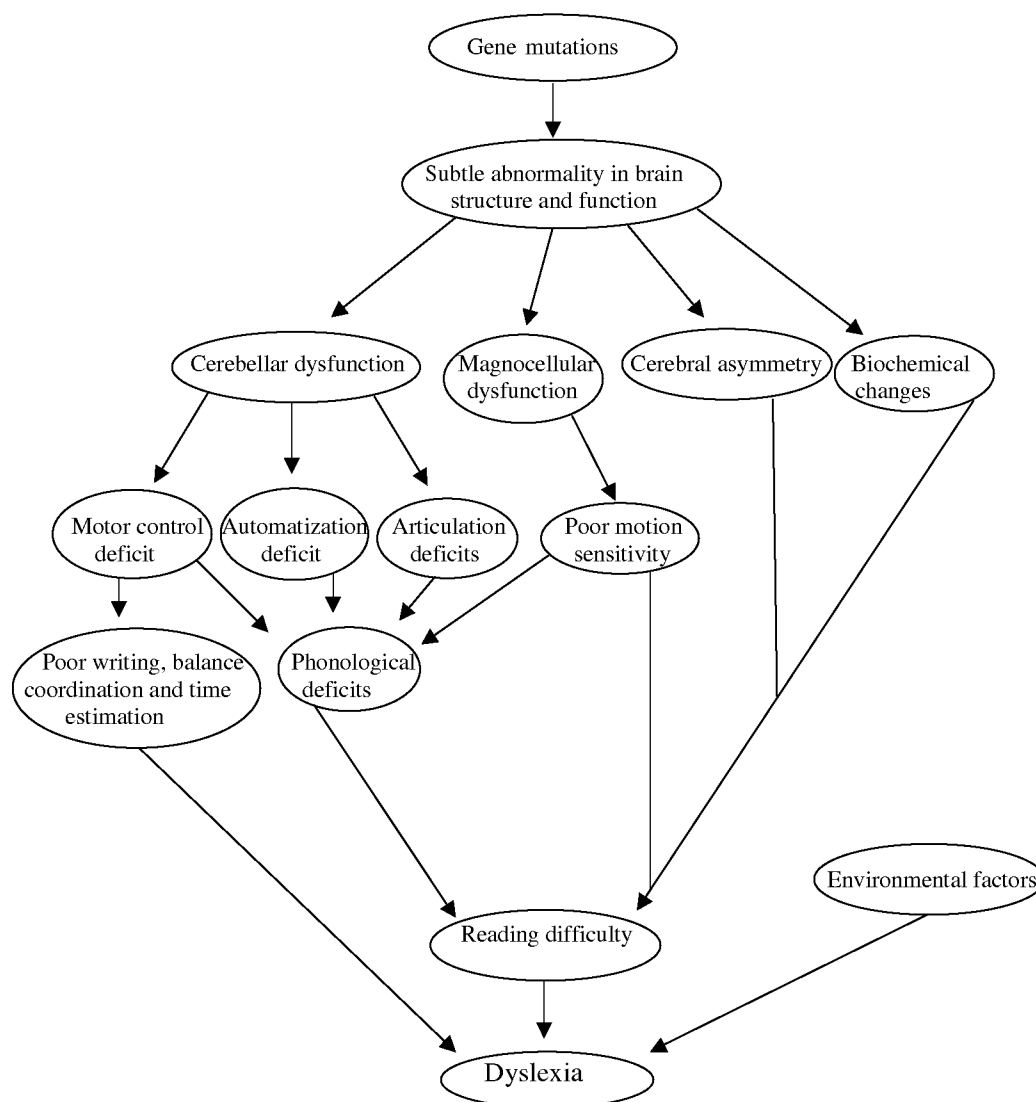 Gene mutations
Subtle abnormality in brain
structure and function
Cerebellar dysfunction
Magnocellular
dysfunction
Cerebral asymmetry
Biochemical
changes
Motor control
deficit
Automatization
deficit
Articulation
deficits
Poor motion
sensitivity
Poor writing, balance
coordination and time
estimation
Phonological
deficits
Environmental factors
Reading difficulty
Dyslexia